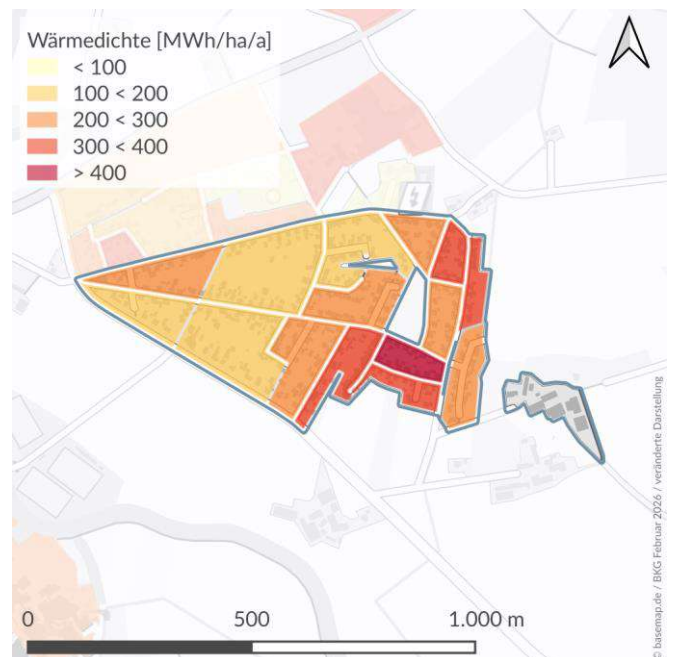 Wärmedichte [MWh/ha/a]
< 100
100 < 200
200 < 300
300 < 400
> 400
0 500 1.000 m
© basemap.de / BKG Februar 2026 / veränderte Darstellung